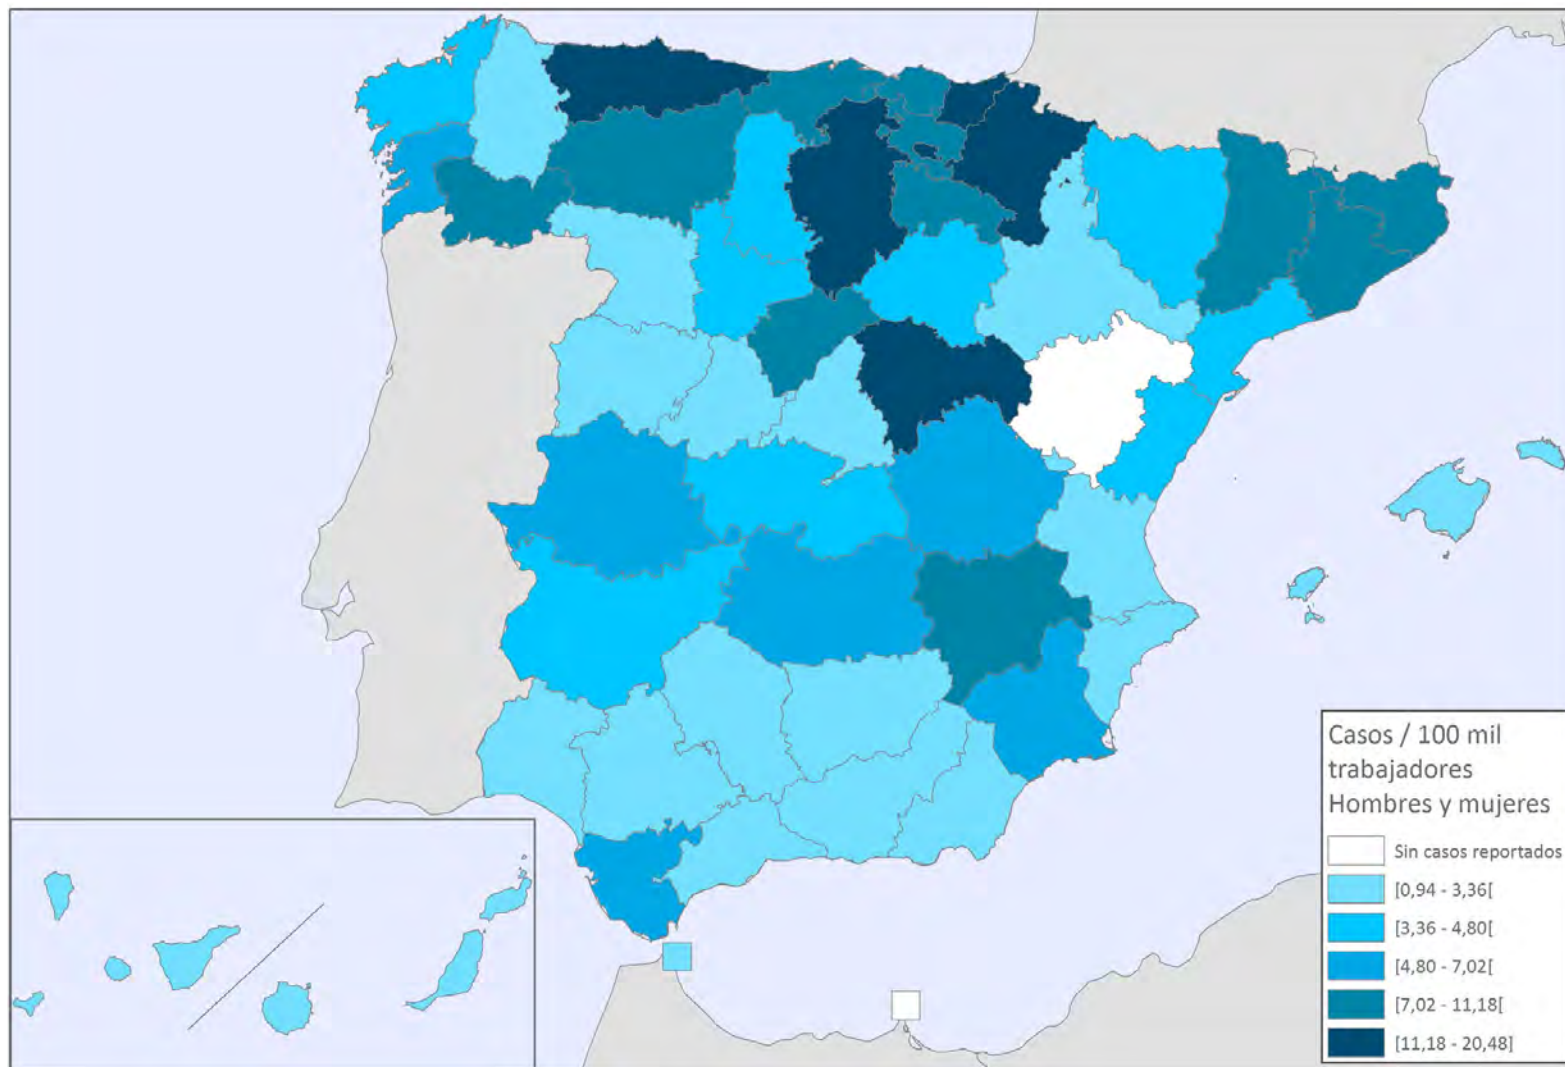 Casos / 100 mil
trabajadores
Hombres y mujeres
Sin casos reportados
[0,94 - 3,36[
[3,36 - 4,80[
[4,80 - 7,02[
[7,02 - 11,18[
[11,18 - 20,48]